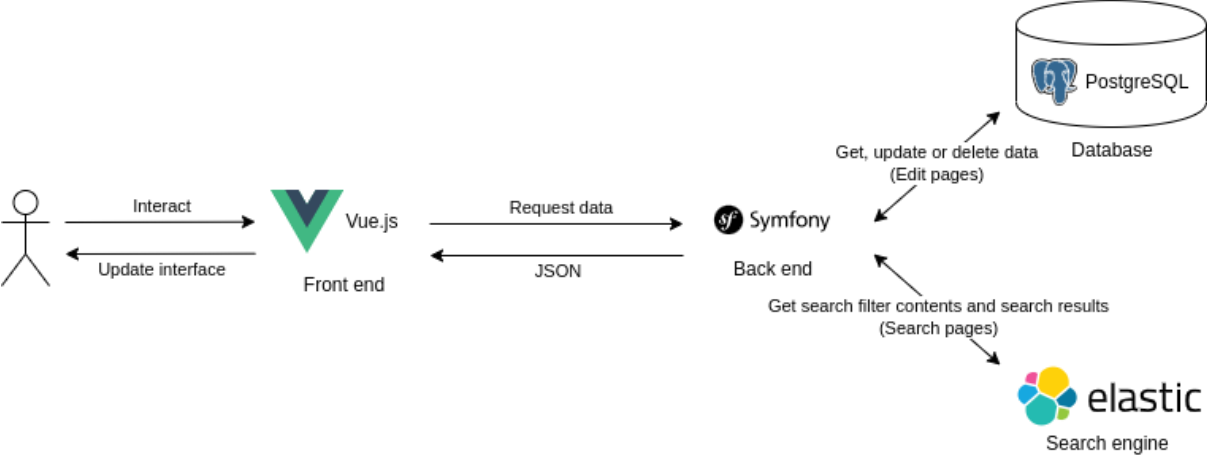 Interact
Update interface
Vue.js
Front end
Request data
JSON
sf Symfony
Back end
Get, update or delete data
(Edit pages)
PostgreSQL
Database
Get search filter contents and search results
(Search pages)
elastic
Search engine